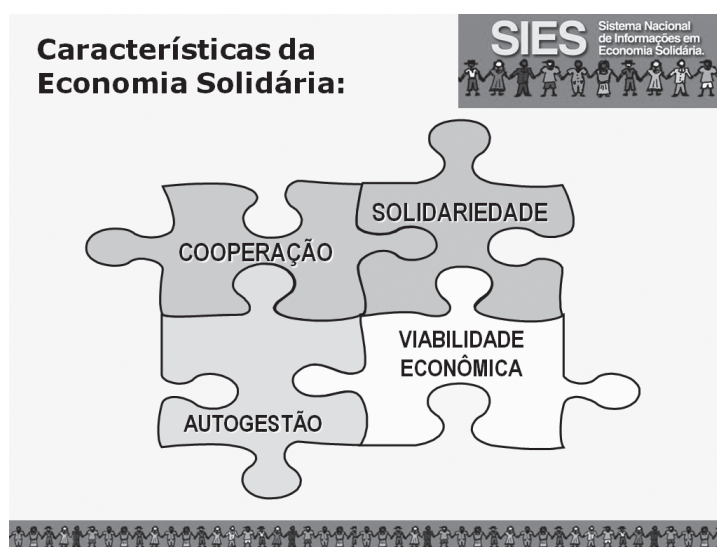 Características da
Economia Solidária:
SIES
Sistema Nacional
de Informações em
Economia Solidária.
COOPERAÇÃO
SOLIDARIEDADE
AUTOGESTÃO
VIABILIDADE
ECONÔMICA